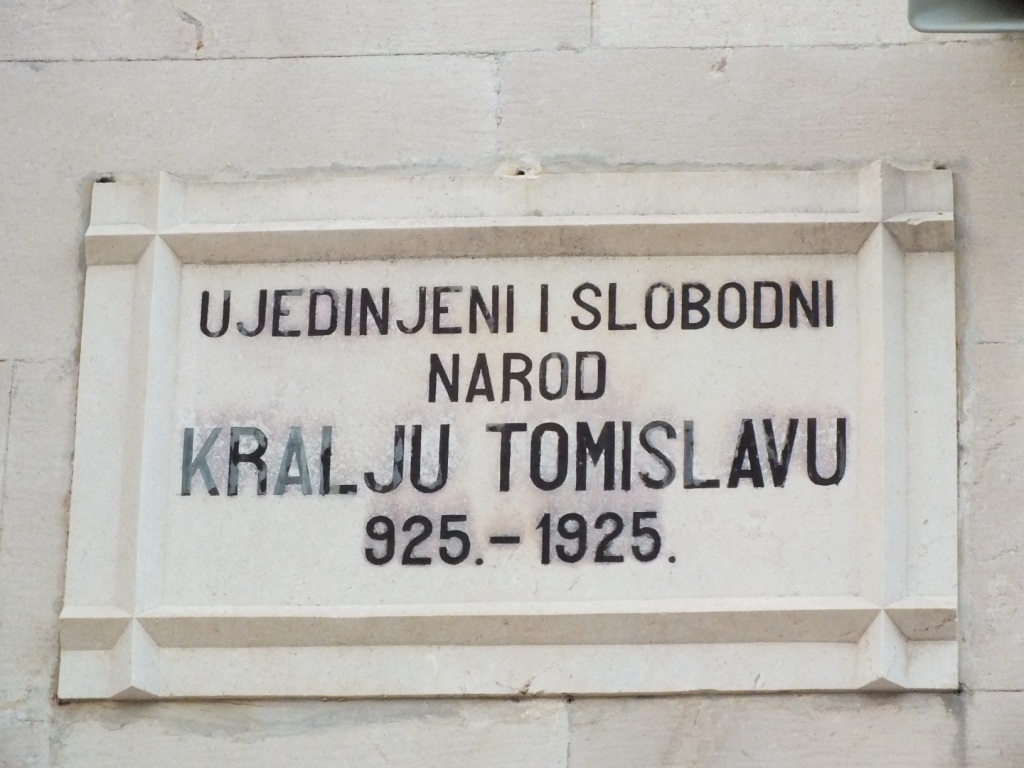 UJEDINJENI I SLOBODNI
NAROD
KRALJU TOMISLAVU
925.-1925.